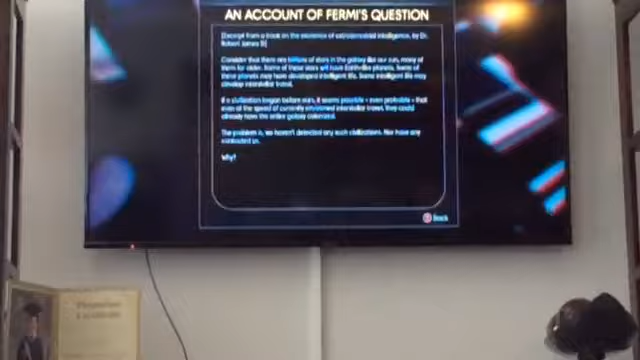 AN ACCOUNT OF FERMI'S QUESTION
[Excerpt from a book on the existence of extraterrestrial intelligence, by Dr.
Robert James
Consider that there are billions of stars in the galaxy like our sun, many of
them far older. Some of these stars will have Earth-like planets. Some of
these planets may have developed intelligent life. Some intelligent life may
develop interstellar travel.
If a civilization began before ours, it seems possible - even probable - that
even at the speed of currently envisioned interstellar travel, they could
already have the entire galaxy colonized.
The problem is, we haven't detected any such civilizations. Nor have any
contacted us.
Why?
Back